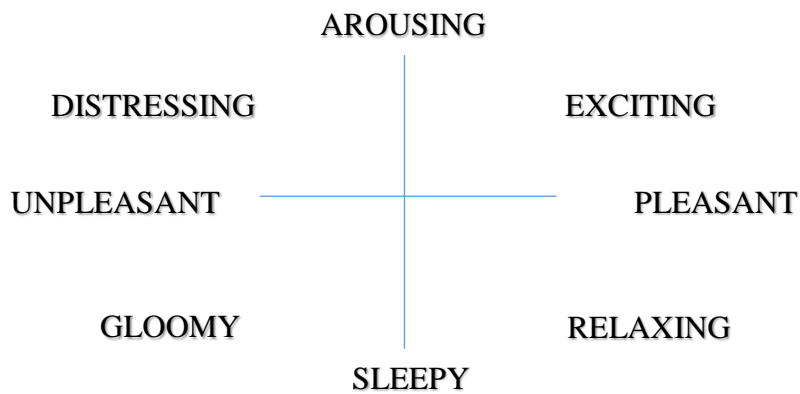 AROUSING
DISTRESSING
EXCITING
UNPLEASANT
PLEASANT
GLOOMY
RELAXING
SLEEPY